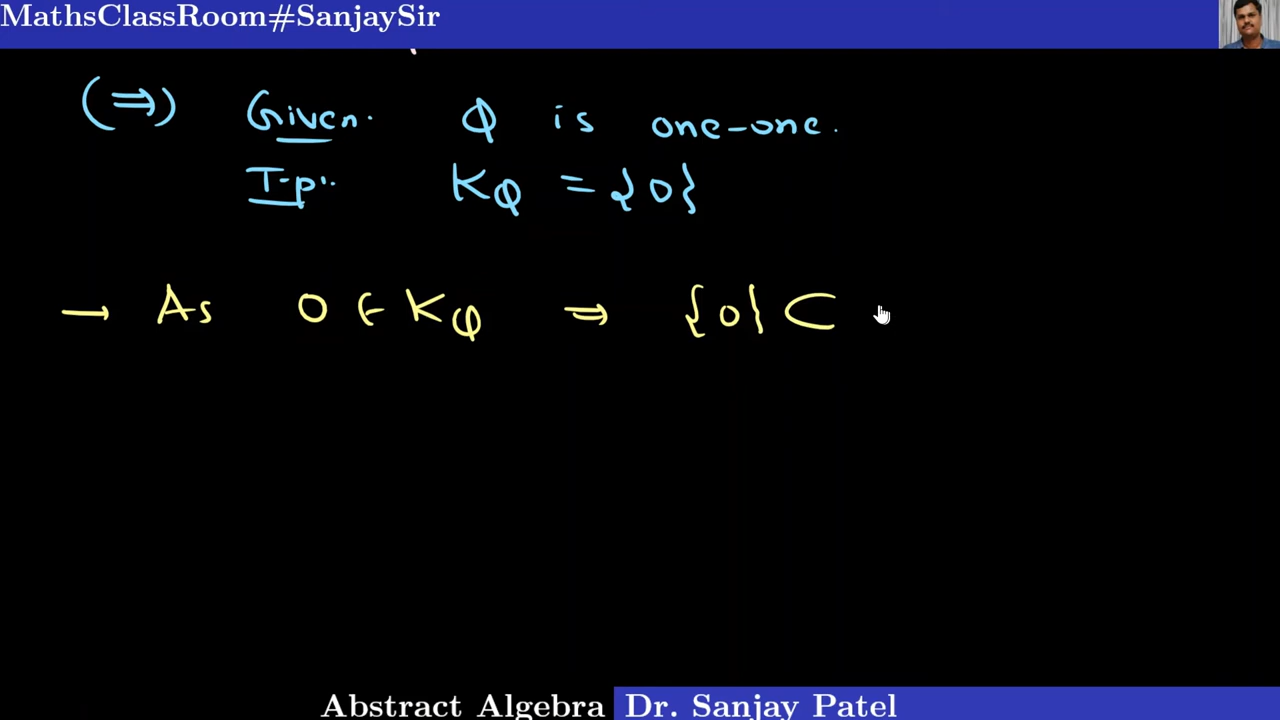 MathsClassRoom#SanjaySir
(⇒) Given. φ is one-one.
T.p:. Kφ = {0}
→ As 0 ∈ Kφ ⇒ {0} ⊂
Abstract Algebra Dr. Sanjay Patel